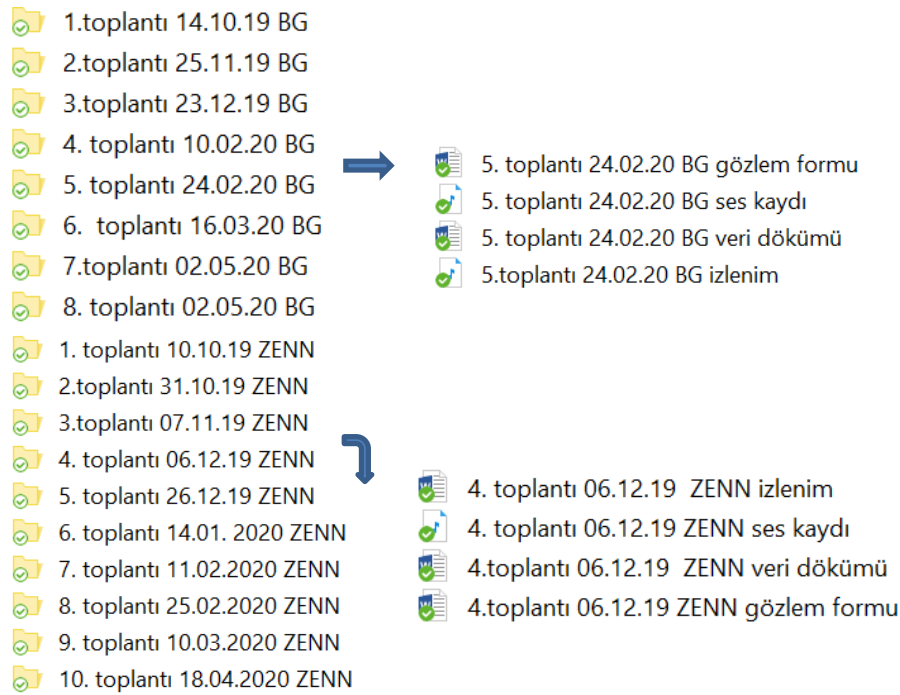 1.toplantı 14.10.19 BG
2.toplantı 25.11.19 BG
3.toplantı 23.12.19 BG
4. toplantı 10.02.20 BG
5. toplantı 24.02.20 BG
6.  toplantı 16.03.20 BG
7.toplantı 02.05.20 BG
8. toplantı 02.05.20 BG
5. toplantı 24.02.20 BG gözlem formu
5. toplantı 24.02.20 BG ses kaydı
5. toplantı 24.02.20 BG veri dökümü
5.toplantı 24.02.20 BG izlenim
1. toplantı 10.10.19 ZENN
2.toplantı 31.10.19 ZENN
3.toplantı 07.11.19 ZENN
4. toplantı 06.12.19 ZENN
5. toplantı 26.12.19 ZENN
6. toplantı 14.01. 2020 ZENN
7. toplantı 11.02.2020 ZENN
8. toplantı 25.02.2020 ZENN
9. toplantı 10.03.2020 ZENN
10. toplantı 18.04.2020 ZENN
4. toplantı 06.12.19  ZENN izlenim
4. toplantı 06.12.19 ZENN ses kaydı
4.toplantı 06.12.19  ZENN veri dökümü
4.toplantı 06.12.19 ZENN gözlem formu